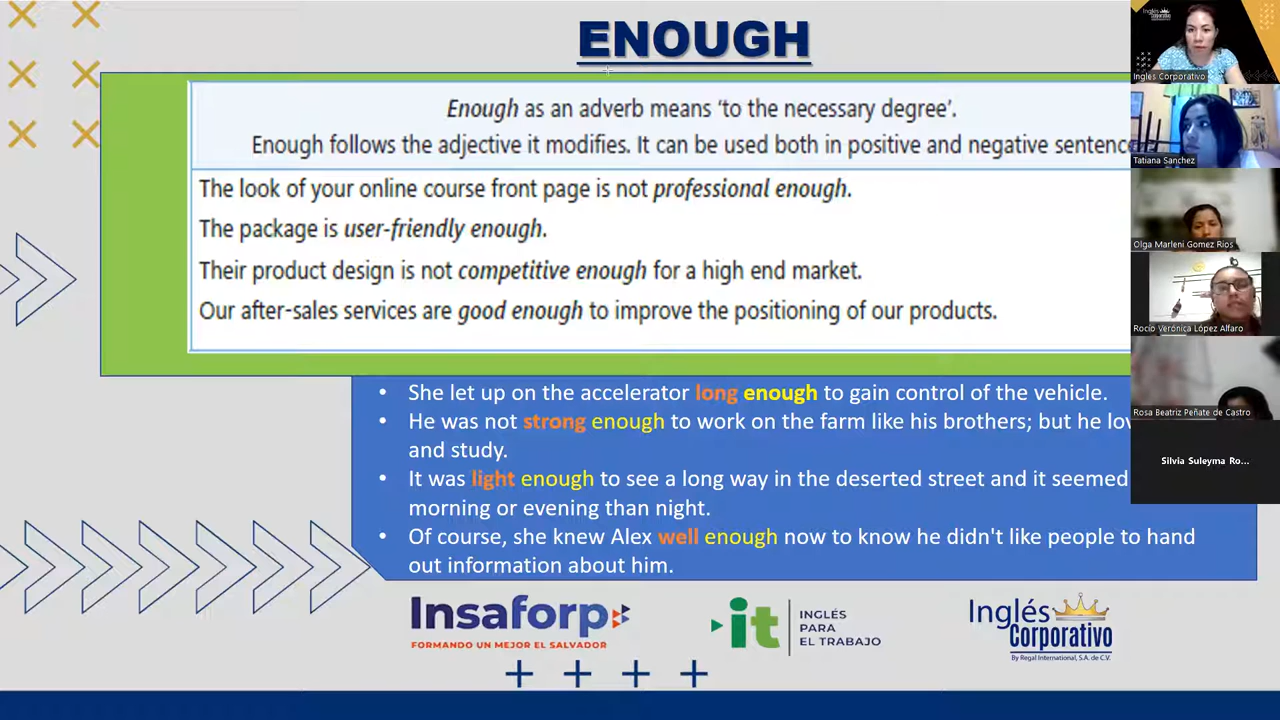 ENOUGH
Enough as an adverb means 'to the necessary degree'.
Enough follows the adjective it modifies. It can be used both in positive and negative
The look of your online course front page is not professional enough.
The package is user-friendly enough.
Their product design is not competitive enough for a high end market.
Our after-sales services are good enough to improve the positioning of our products.
• She let up on the accelerator long enough to gain control of the vehicle.
• He was not strong enough to work on the farm like his brothers; but he
and study.
• It was light enough to see a long way in the deserted street and it seemed
morning or evening than night.
• Of course, she knew Alex well enough now to know he didn't like people to hand
out information about him.
Insaforp
FORMANDO UN MEJOR EL SALVADOR
it
INGLÉS
PARA
EL TRABAJO
Inglés
Corporativo
By Regal International, S.A. de C.V.
Inglés
Corporativo
Ingles Corporativo
Tatiana Sanchez
Olga Marleni Gomez Rios
Rocío Verónica López Alfaro
Rosa Beatriz Peñate de Castro
Silvia Suleyma Ro...